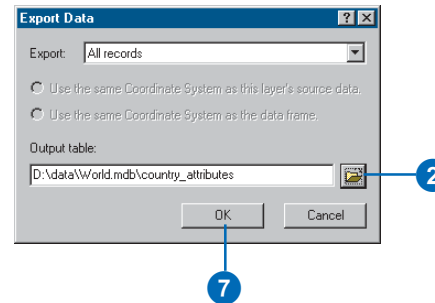 Export Data
Export: All records
Use the same Coordinate System as this layer's source data.
Use the same Coordinate System as the data frame.
Output table:
D:\data\World.mdb\country_attributes
2
OK Cancel
7